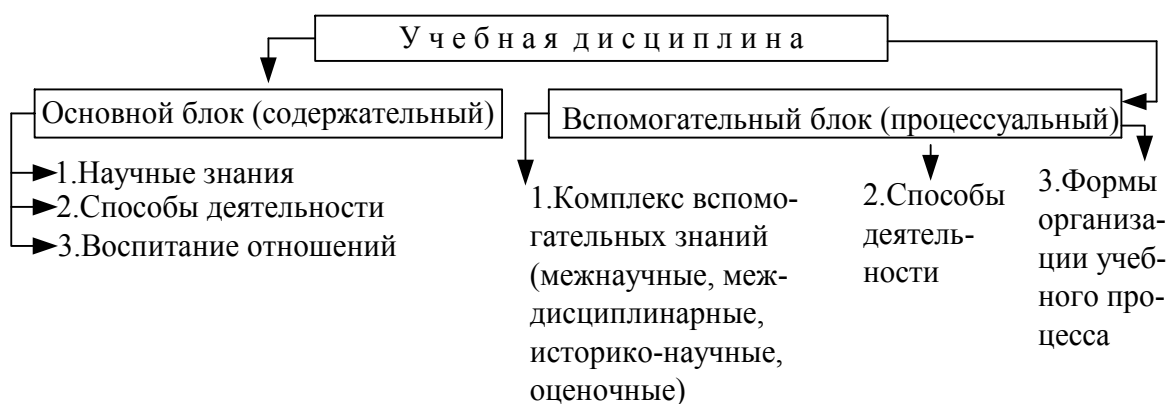 У ч е б н а я д и с ц и п л и н а
Основной блок (содержательный)
1.Научные знания
2.Способы деятельности
3.Воспитание отношений
Вспомогательный блок (процессуальный)
1.Комплекс вспомо-
гательных знаний
(межнаучные, меж-
дисциплинарные,
историко-научные,
оценочные)
2.Способы
деятель-
ности
3.Формы
организа-
ции учеб-
ного про-
цесса